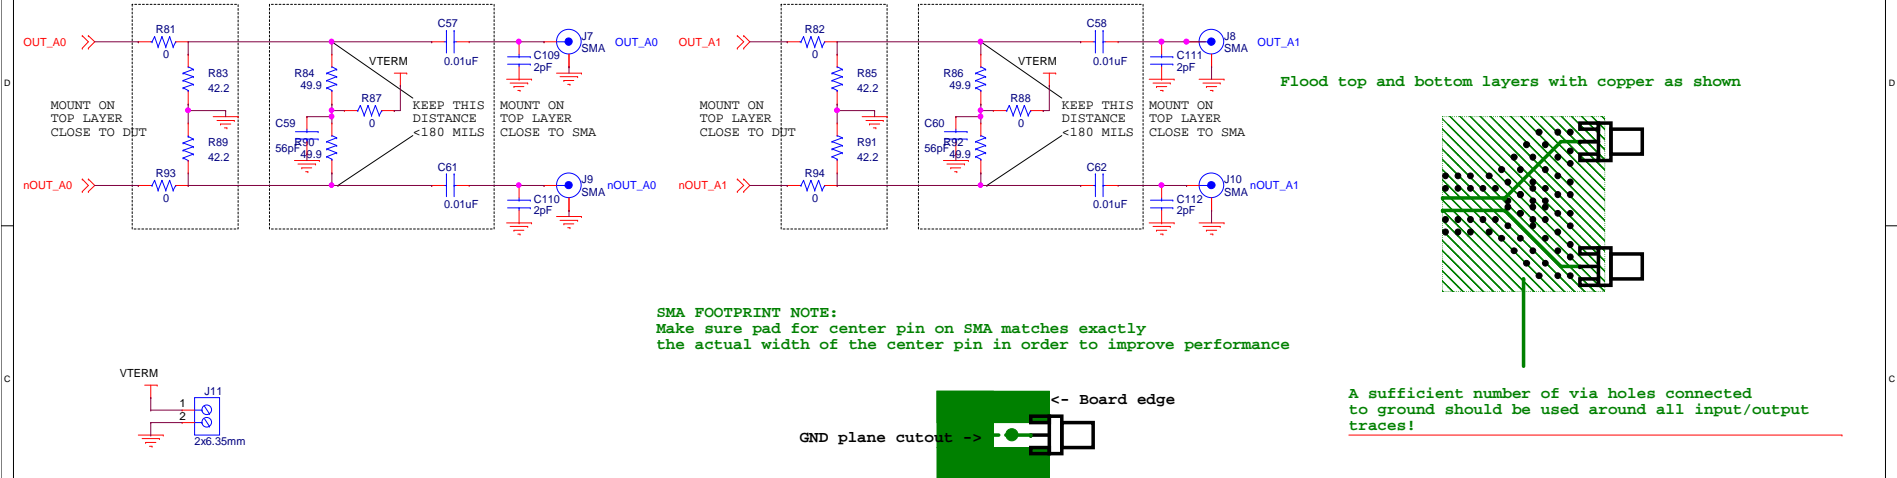 C57
C58
R81
R82
J7
J8
OUT_A0
SMA
OUT_A0
OUT_A1
SMA
OUT_A1
0
0.01uF
C109
2pF
0
0.01uF
C111
2pF
VTERM
VTERM
R83
42.2
R84
49.9
R85
42.2
R86
49.9
Flood top and bottom layers with copper as shown
D
D
R87
0
R88
0
MOUNT ON
TOP LAYER
CLOSE TO DUT
KEEP THIS
DISTANCE
<180 MILS
MOUNT ON
TOP LAYER
CLOSE TO SMA
MOUNT ON
TOP LAYER
CLOSE TO DUT
KEEP THIS
DISTANCE
<180 MILS
MOUNT ON
TOP LAYER
CLOSE TO SMA
C59
56pF
R90
49.9
C60
56pF
R92
49.9
R89
42.2
R91
42.2
R93
0
C61
0.01uF
R94
0
C62
0.01uF
nOUT_A0
J9
SMA
nOUT_A0
nOUT_A1
J10
SMA
nOUT_A1
C110
2pF
C112
2pF
SMA FOOTPRINT NOTE:
Make sure pad for center pin on SMA matches exactly
the actual width of the center pin in order to improve performance
C
C
VTERM
J11
1
2
2x6.35mm
<- Board edge
GND plane cutout ->
A sufficient number of via holes connected
to ground should be used around all input/output
traces!